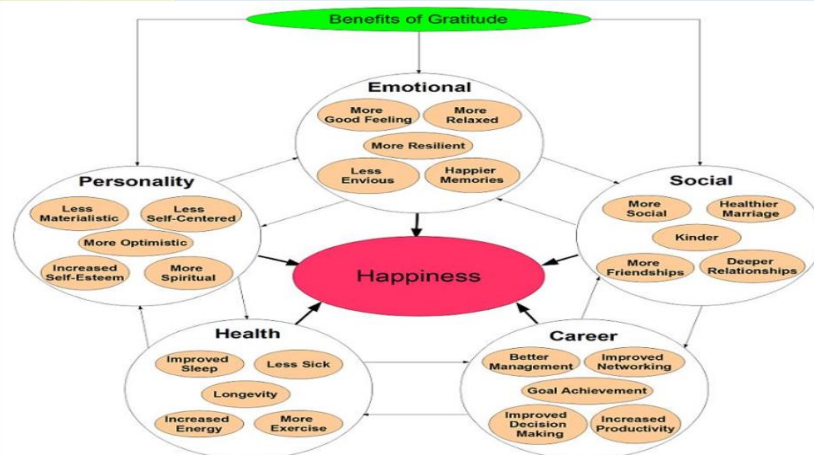 Benefits of Gratitude
Emotional
More
Good Feeling
More
Relaxed
More Resilient
Less
Envious
Happier
Memories
Personality
Less
Materialistic
Less
Self-Centered
More Optimistic
Increased
Self-Esteem
More
Spiritual
Social
More
Social
Healthier
Marriage
Kinder
More
Friendships
Deeper
Relationships
Happiness
Health
Improved
Sleep
Less Sick
Longevity
Increased
Energy
More
Exercise
Career
Better
Management
Improved
Networking
Goal Achievement
Improved
Decision
Making
Increased
Productivity